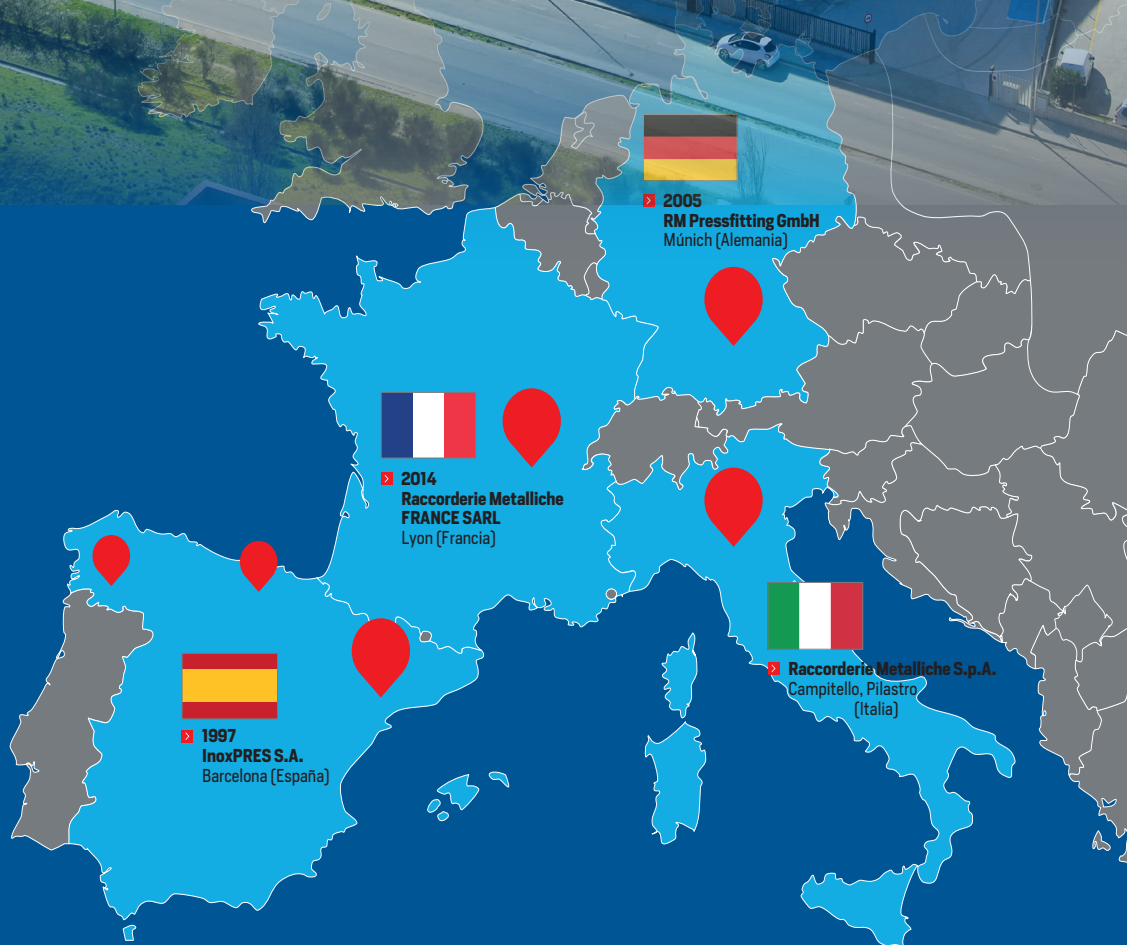 2005
RM Pressfitting GmbH
Múnich (Alemania)
2014
Raccorderie Metalliche
FRANCE SARL
Lyon (Francia)
Raccorderie Metalliche S.p.A.
Campitello, Pilastro
(Italia)
1997
InoxPRES S.A.
Barcelona (España)